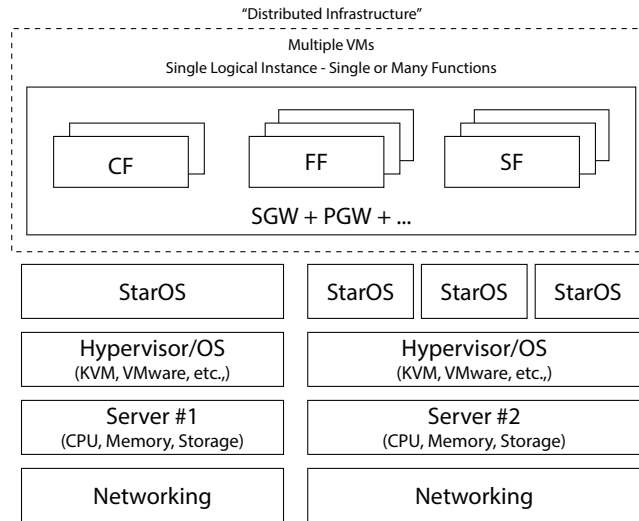 “Distributed Infrastructure”
Multiple VMs
Single Logical Instance - Single or Many Functions
CF
FF
SF
SGW + PGW + ...
StarOS
StarOS
StarOS
StarOS
Hypervisor/OS
(KVM, VMware, etc.,)
Hypervisor/OS
(KVM, VMware, etc.,)
Server #1
(CPU, Memory, Storage)
Server #2
(CPU, Memory, Storage)
Networking
Networking